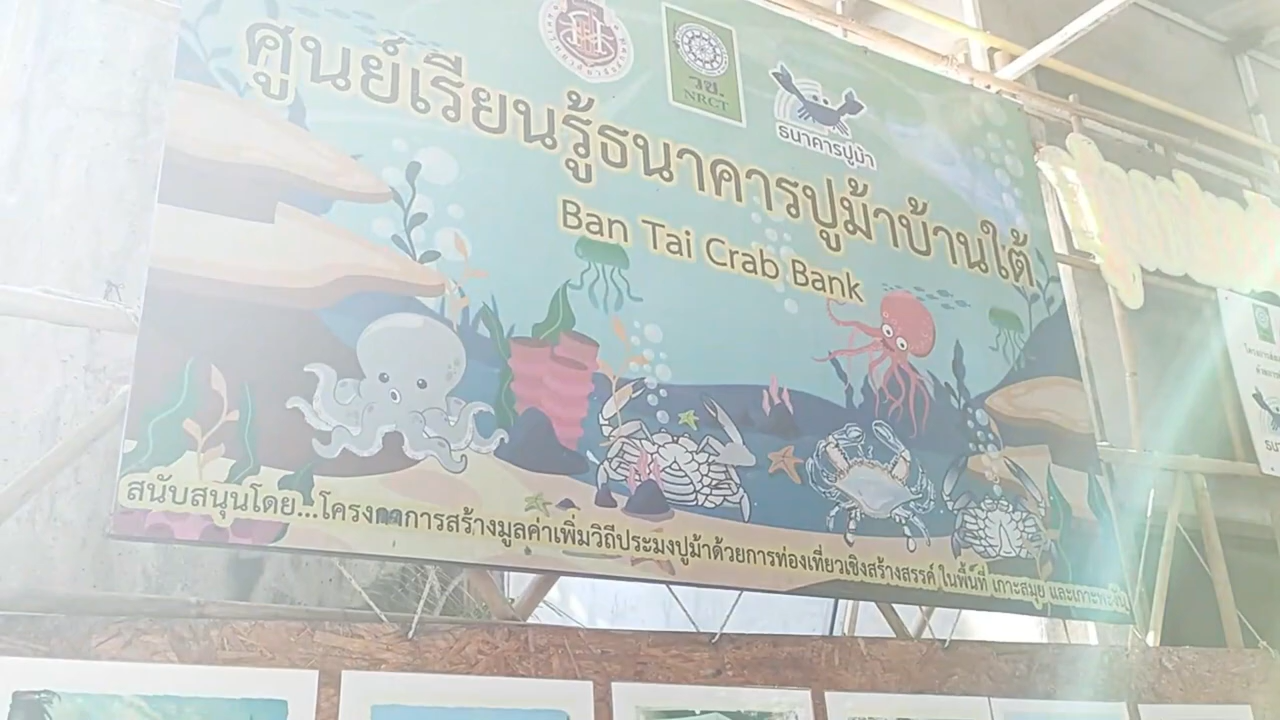 วช.
NRCT
ธนาคารปูม้า
ศูนย์เรียนรู้ธนาคารปูม้าบ้านใต้
Ban Tai Crab Bank
สนับสนุนโดย...โครงการการสร้างมูลค่าเพิ่มวิถีประมงปูม้าด้วยการท่องเที่ยวเชิงสร้างสรรค์ ในพื้นที่ เกาะสมุย และเกาะพะงัน